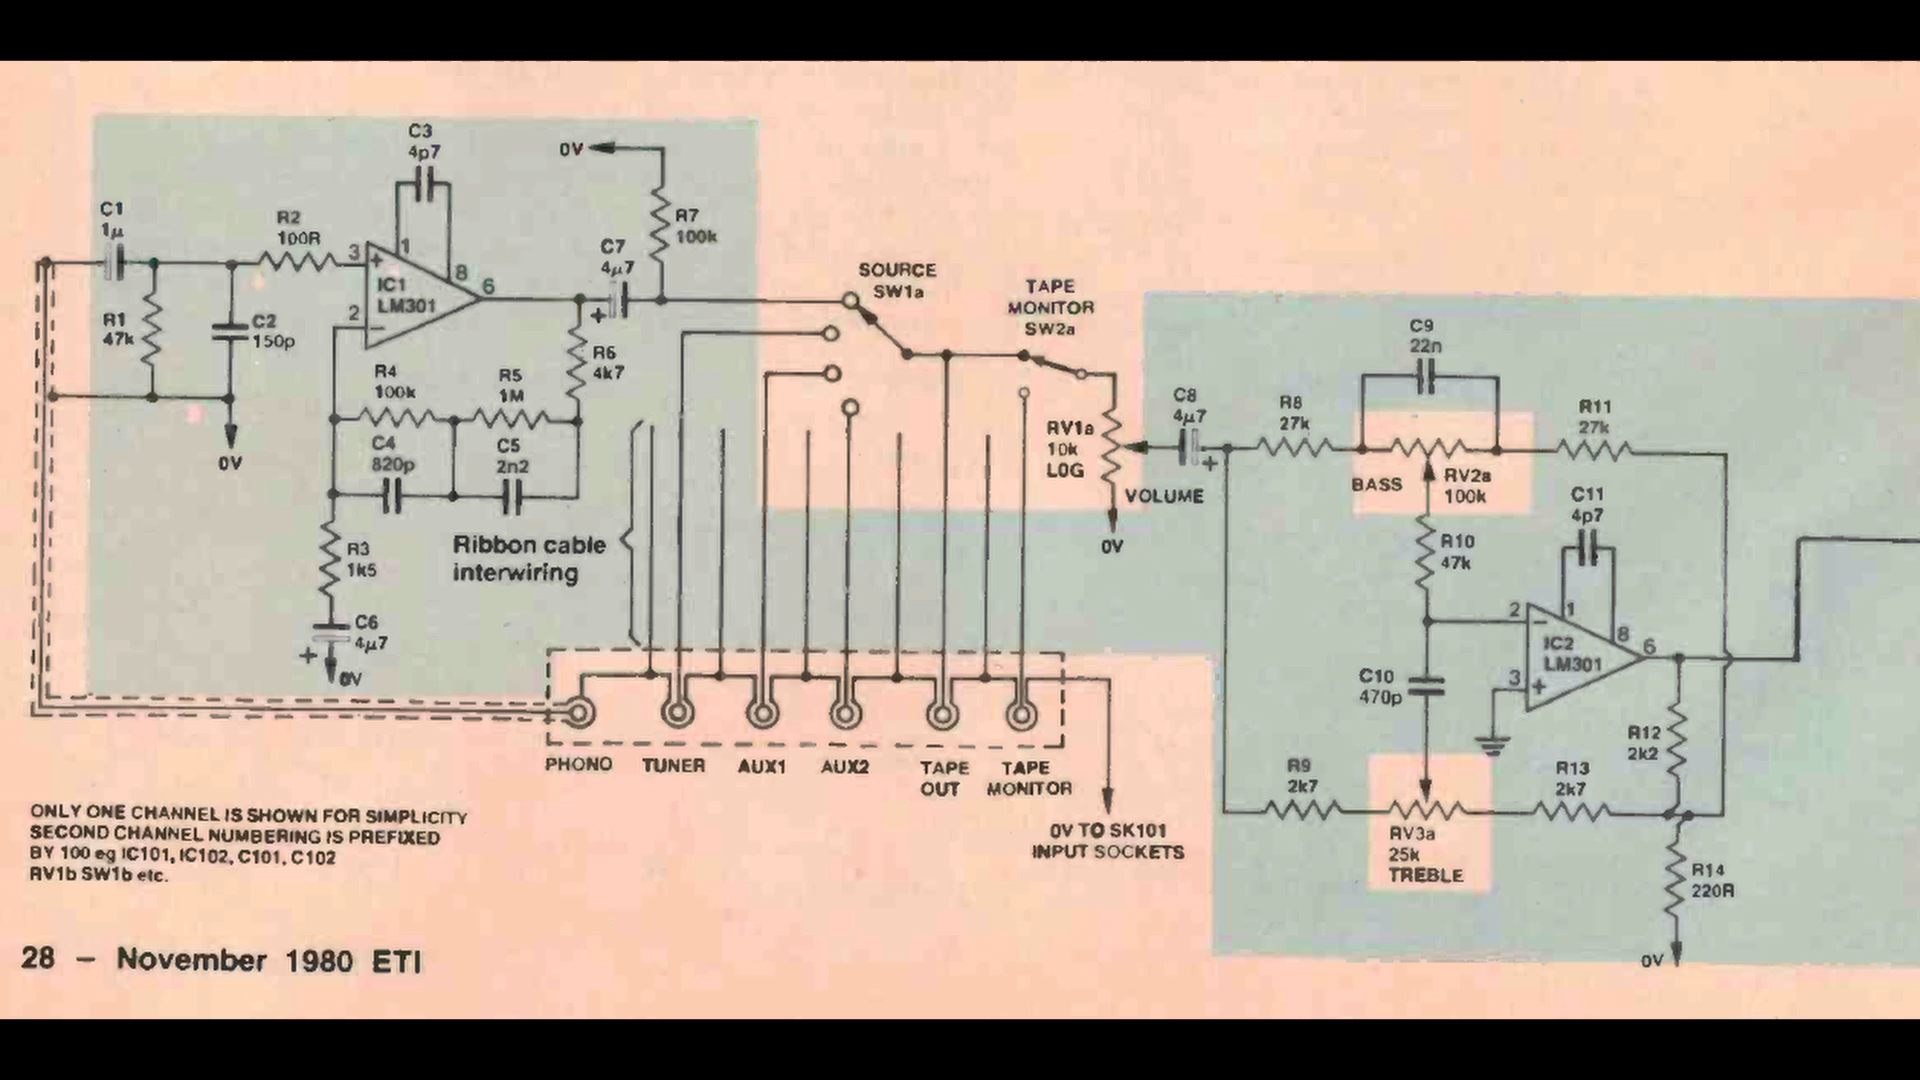 C3
4p7
0V
C1
1µ
R2
100R
R7
100k
3
+
1
8
6
IC1
LM301
2
−
C7
4µ7
+
R1
47k
C2
150p
0V
R4
100k
R5
1M
R6
4k7
C4
820p
C5
2n2
R3
1k5
C6
4µ7
+
0V
Ribbon cable
interwiring
SOURCE
SW1a
TAPE
MONITOR
SW2a
RV1a
10k
LOG
VOLUME
0V
C8
4µ7
+
R8
27k
C9
22n
R11
27k
BASS
RV2a
100k
R10
47k
C11
4p7
2
−
1
8
6
IC2
LM301
3
+
C10
470p
R12
2k2
R9
2k7
R13
2k7
RV3a
25k
TREBLE
R14
220R
0V
PHONO
TUNER
AUX1
AUX2
TAPE
OUT
TAPE
MONITOR
0V TO SK101
INPUT SOCKETS
ONLY ONE CHANNEL IS SHOWN FOR SIMPLICITY
SECOND CHANNEL NUMBERING IS PREFIXED
BY 100 eg IC101, IC102, C101, C102
RV1b SW1b etc.
28 – November 1980 ETI